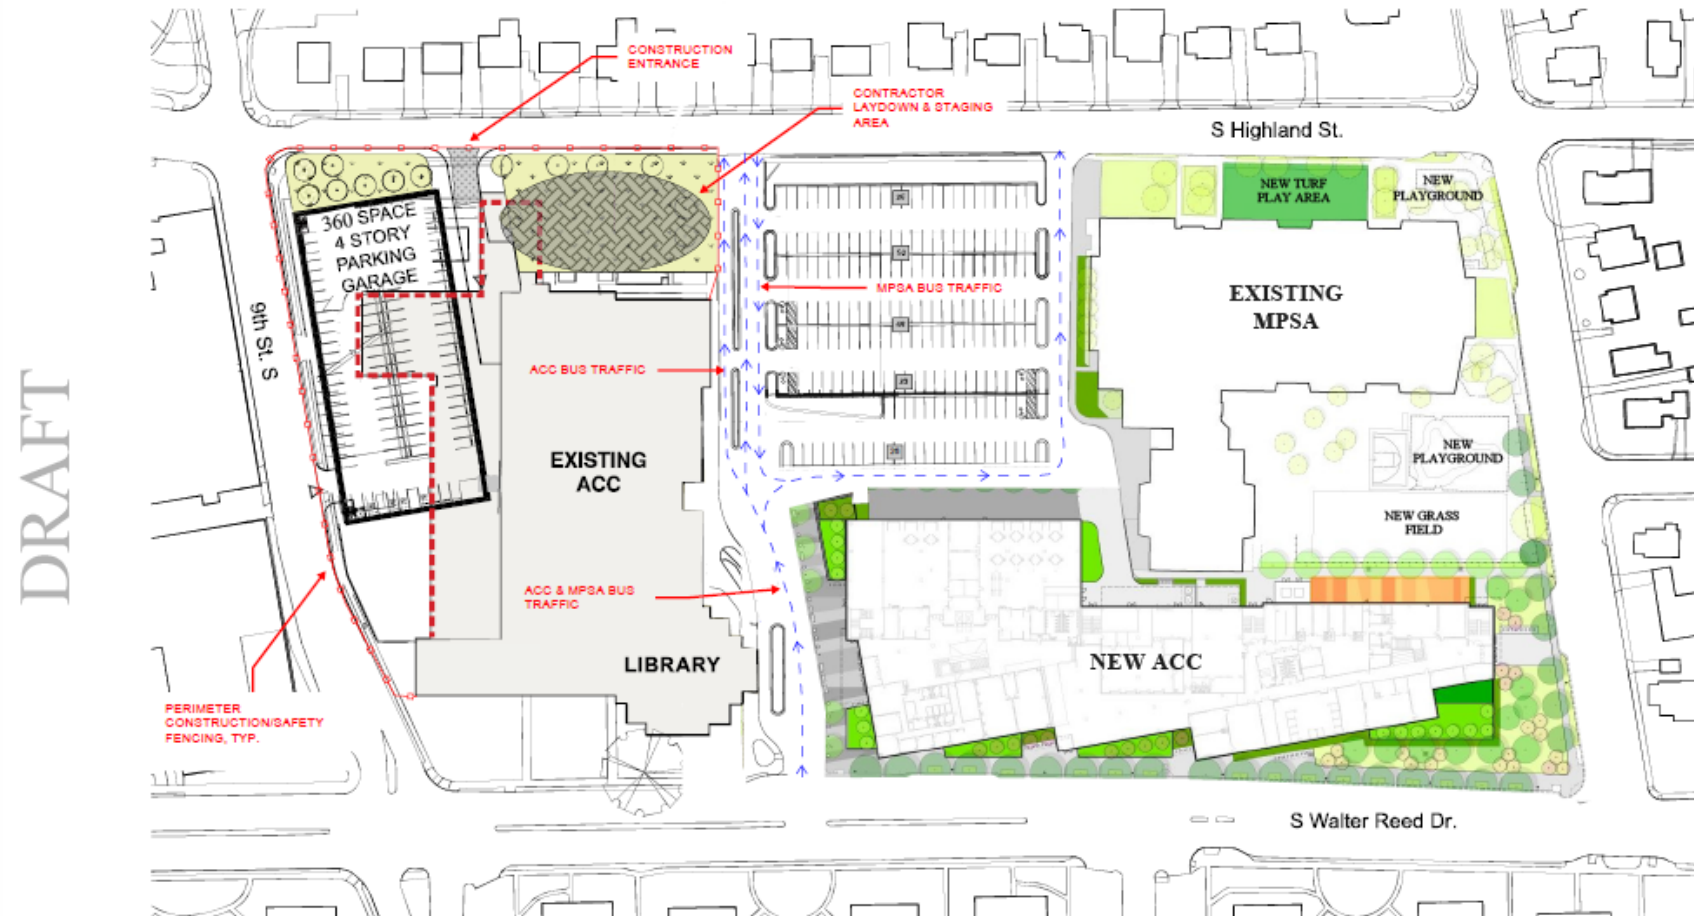 DRAFT
CONSTRUCTION
ENTRANCE
CONTRACTOR
LAYDOWN & STAGING
AREA
S Highland St.
360 SPACE
4 STORY
PARKING
GARAGE
NEW TURF
PLAY AREA
NEW
PLAYGROUND
MPSA BUS TRAFFIC
EXISTING
MPSA
9th St. S
ACC BUS TRAFFIC
EXISTING
ACC
NEW
PLAYGROUND
NEW GRASS
FIELD
ACC & MPSA BUS
TRAFFIC
LIBRARY
NEW ACC
PERIMETER
CONSTRUCTION/SAFETY
FENCING, TYP.
S Walter Reed Dr.